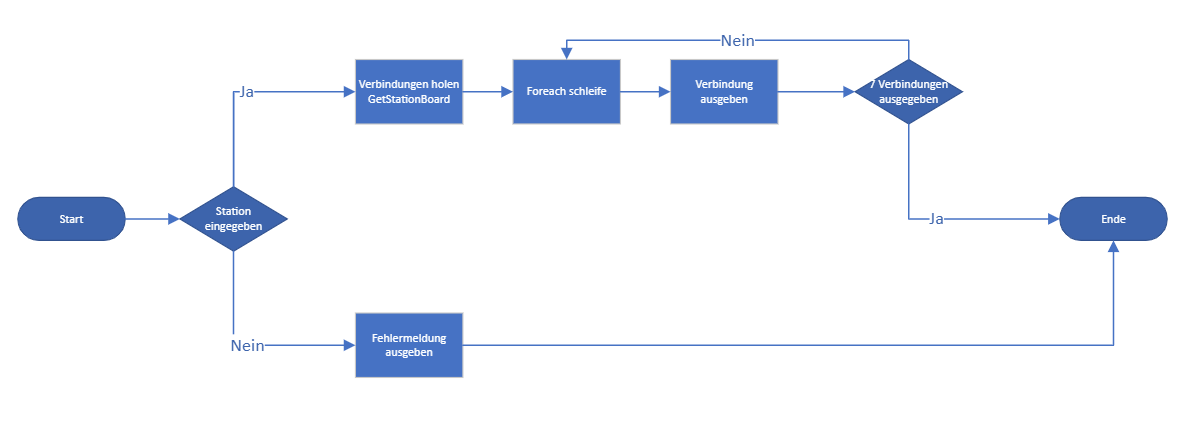 Nein
Ja
Verbindungen holen
GetStationBoard
Foreach schleife
Verbindung
ausgeben
7 Verbindungen
ausgegeben
Start
Station
eingegeben
Ja
Ende
Nein
Fehlermeldung
ausgeben